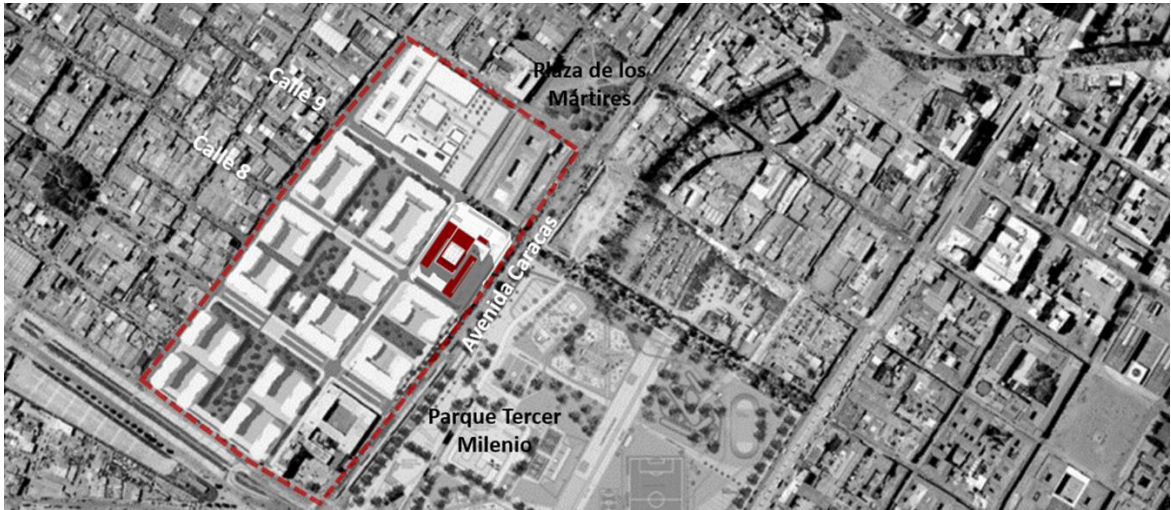 Plaza de los
Mártires
Calle 9
Calle 8
Avenida Caracas
Parque Tercer
Milenio